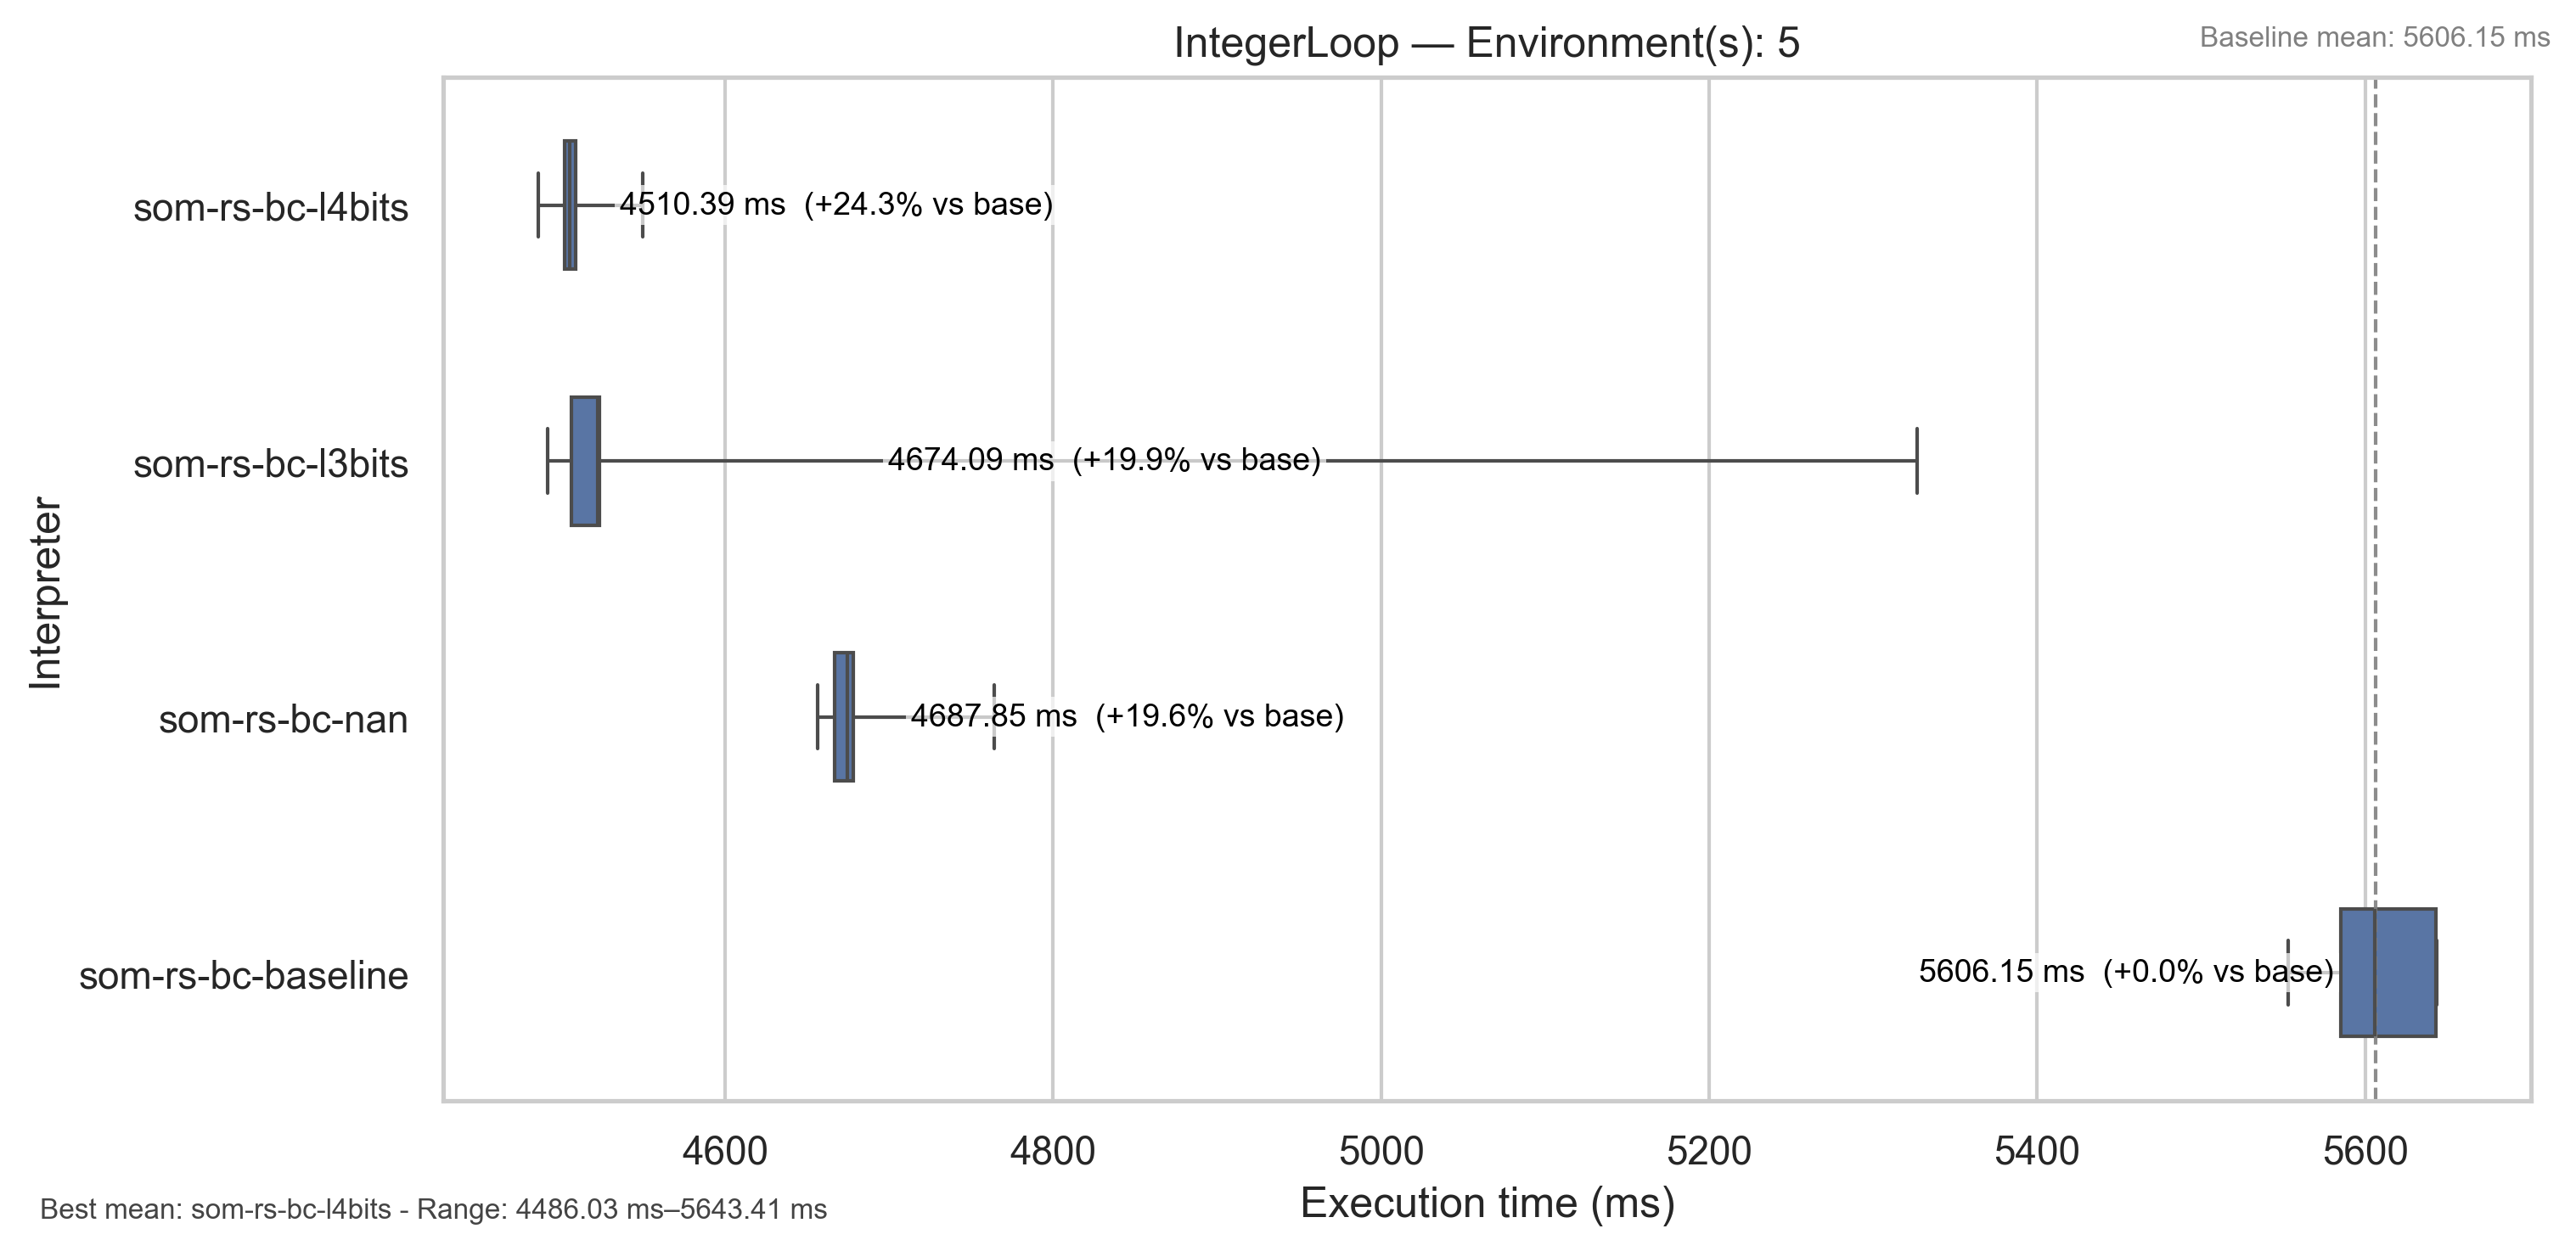 IntegerLoop — Environment(s): 5
Baseline mean: 5606.15 ms
Interpreter
som-rs-bc-l4bits
4510.39 ms  (+24.3% vs base)
som-rs-bc-l3bits
4674.09 ms  (+19.9% vs base)
som-rs-bc-nan
4687.85 ms  (+19.6% vs base)
som-rs-bc-baseline
5606.15 ms  (+0.0% vs base)
4600 4800 5000 5200 5400 5600
Execution time (ms)
Best mean: som-rs-bc-l4bits - Range: 4486.03 ms–5643.41 ms